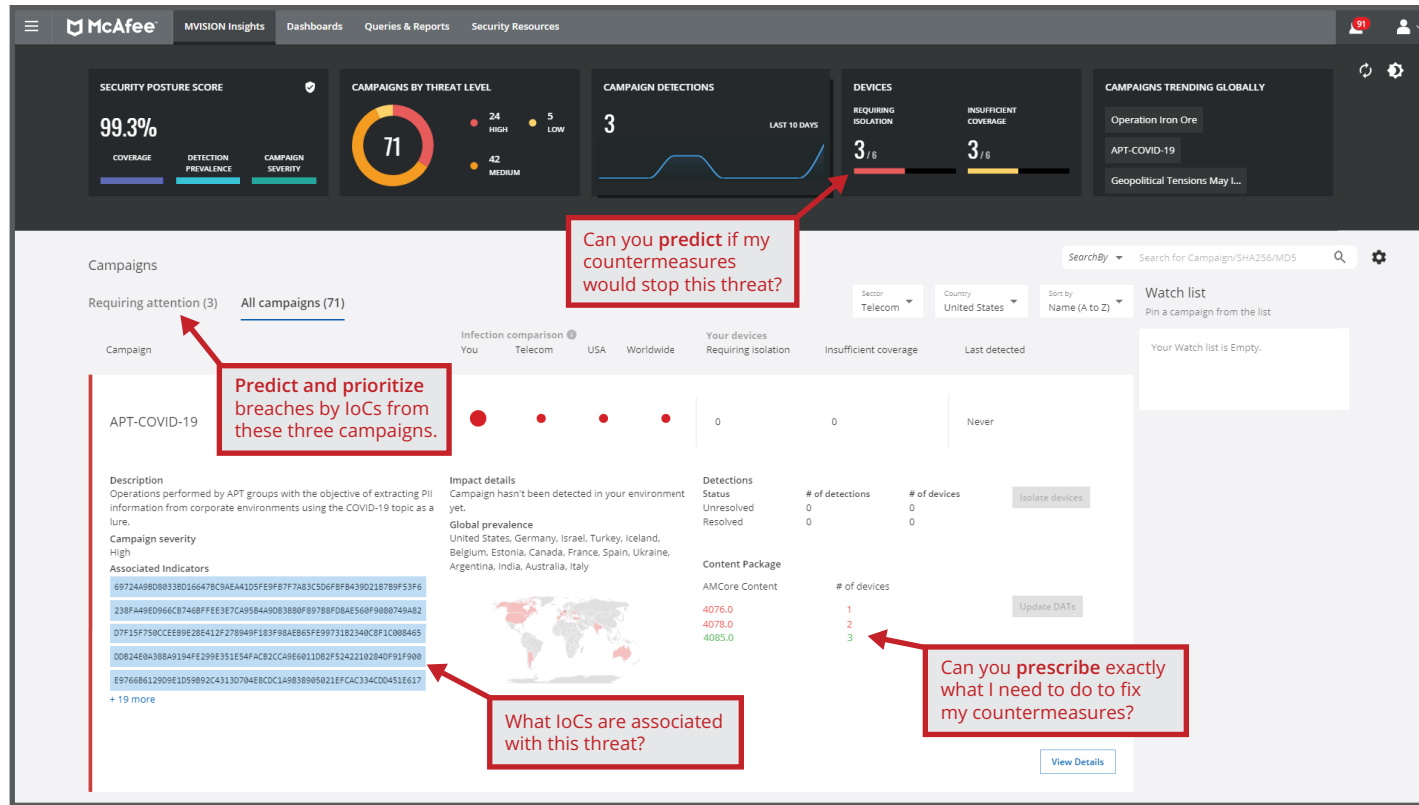 McAfee™
MVISION Insights
Dashboards
Queries & Reports
Security Resources
91
SECURITY POSTURE SCORE
99.3%
COVERAGE
DETECTION
PREVALENCE
CAMPAIGN
SEVERITY
CAMPAIGNS BY THREAT LEVEL
71
24
HIGH
5
LOW
42
MEDIUM
CAMPAIGN DETECTIONS
3
LAST 10 DAYS
DEVICES
REQUIRING
ISOLATION
3/6
INSUFFICIENT
COVERAGE
3/6
CAMPAIGNS TRENDING GLOBALLY
Operation Iron Ore
APT-COVID-19
Geopolitical Tensions May I...
Can you predict if my
countermeasures
would stop this threat?
Campaigns
SearchBy
Search for Campaign/SHA256/MD5
Requiring attention (3)
All campaigns (71)
Sector
Telecom
Country
United States
Sort by
Name (A to Z)
Watch list
Pin a campaign from the list
Your Watch list is Empty.
Campaign
Infection comparison
You
Telecom
USA
Worldwide
Your devices
Requiring isolation
Insufficient coverage
Last detected
Predict and prioritize
breaches by IoCs from
these three campaigns.
APT-COVID-19
0
0
Never
Description
Operations performed by APT groups with the objective of extracting PII
information from corporate environments using the COVID-19 topic as a
lure.
Campaign severity
High
Associated Indicators
69724A9BD8033BD16647BC9AEA41D5FE9FB7F7A83C5D6FBFB439D21B7B9F53F6
238FA49ED966CB746BFFEE3E7CA95B4A9DB3BB0F89788FD8AE560F9080749A82
D7F15F750CCEEB9E28E412F278949F183F98AEB65FE99731B2340C8F1C008465
DDB24E0A388A9194FE299E351E54FACB2CCA9E6011DB2F5242210284DF91F900
E9766B6129D9E1D59B92C4313D704E8CDC1A9B38905021EFCAC334CDD451E617
+ 19 more
Impact details
Campaign hasn't been detected in your environment
yet.
Global prevalence
United States, Germany, Israel, Turkey, Iceland,
Belgium, Estonia, Canada, France, Spain, Ukraine,
Argentina, India, Australia, Italy
Detections
Status
# of detections
# of devices
Unresolved
0
0
Resolved
0
0
Isolate devices
Content Package
AMCore Content
# of devices
4076.0
1
4078.0
2
4085.0
3
Update DATs
Can you prescribe exactly
what I need to do to fix
my countermeasures?
What IoCs are associated
with this threat?
View Details